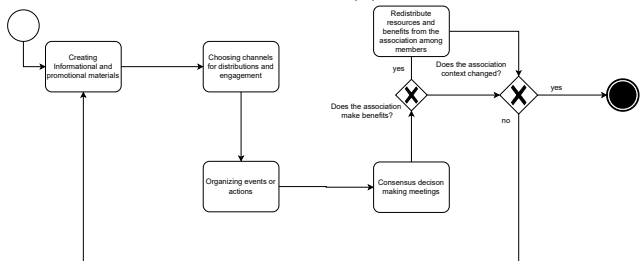 Creating
Informational and
promotional materials
Choosing channels
for distributions and
engagement
Organizing events or
actions
Consensus decison
making meetings
Does the association
make benefits?
yes
Redistribute
resources and
benefits from the
association among
members
Does the association
context changed?
yes
no